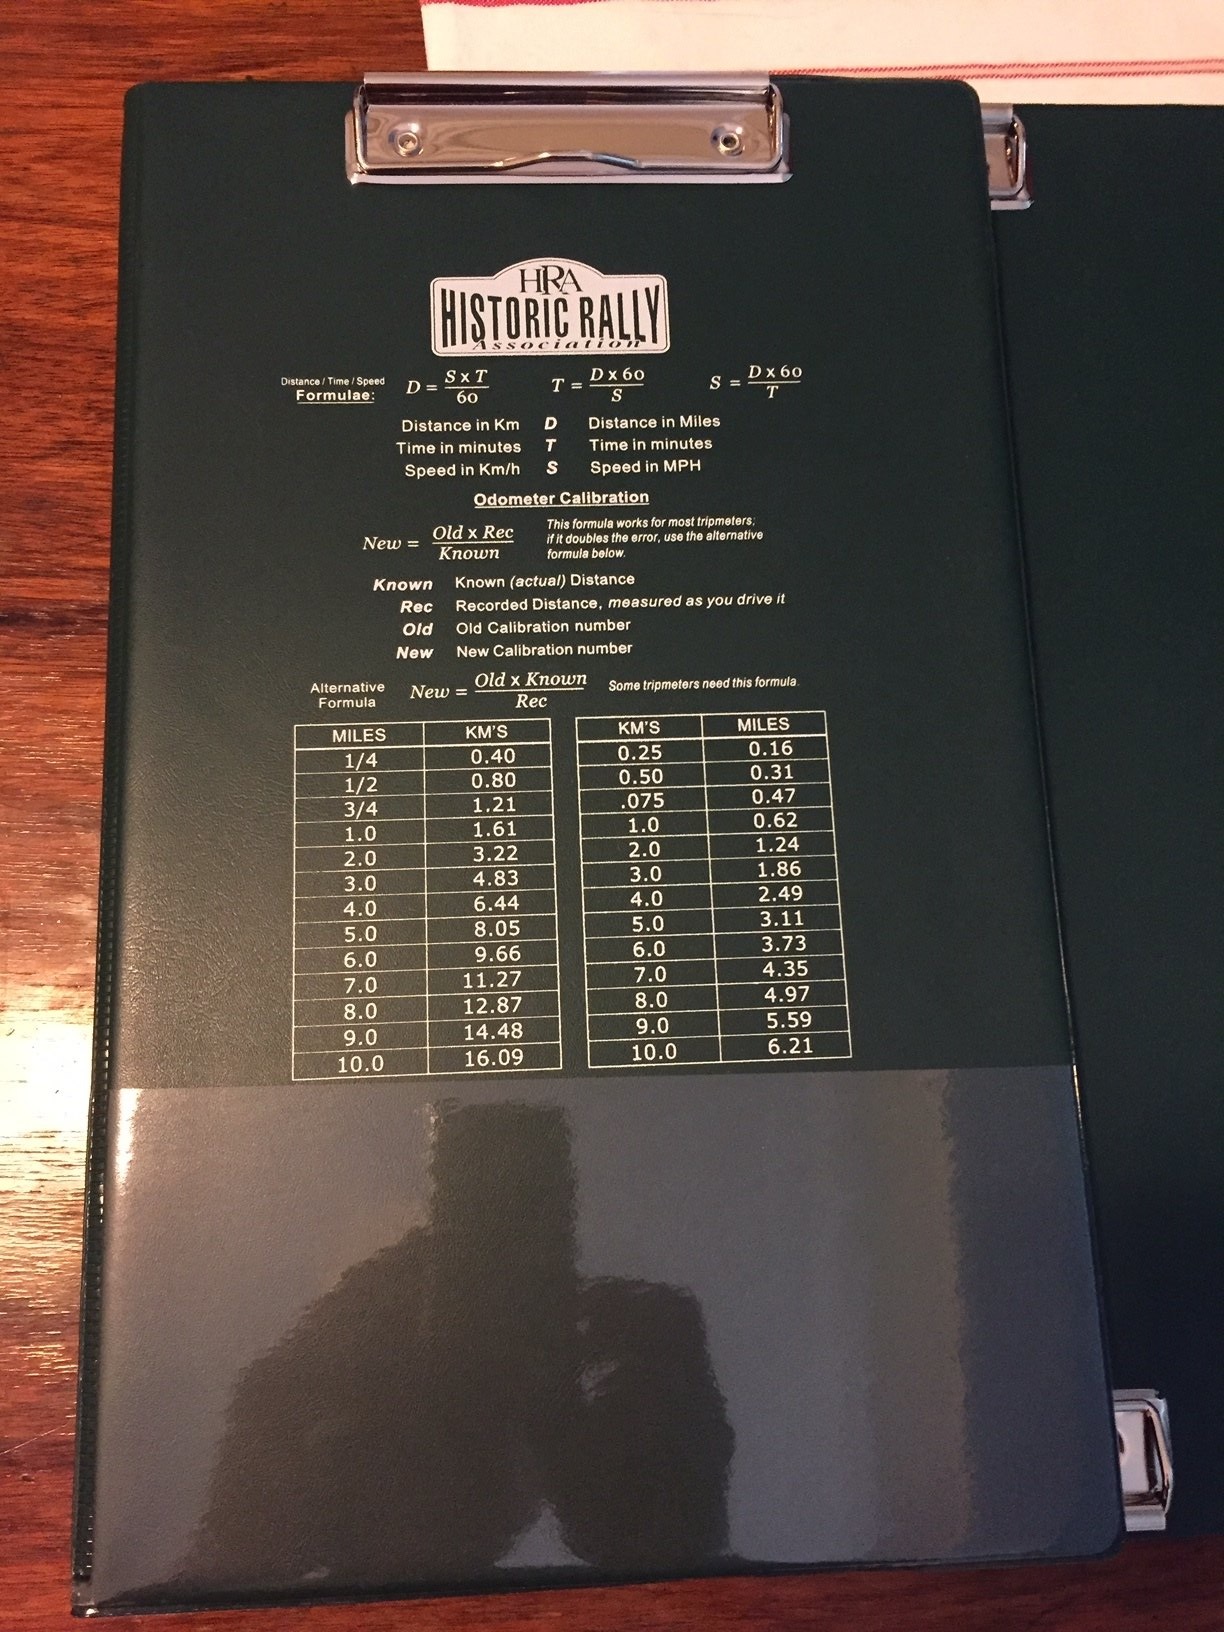 HRA
HISTORIC RALLY
Association
Distance / Time / Speed
Formulae:
D = S x T / 60
T = D x 60 / S
S = D x 60 / T
Distance in Km D Distance in Miles
Time in minutes T Time in minutes
Speed in Km/h S Speed in MPH
Odometer Calibration
New = Old x Rec / Known
This formula works for most tripmeters;
if it doubles the error, use the alternative
formula below.
Known Known (actual) Distance
Rec Recorded Distance, measured as you drive it
Old Old Calibration number
New New Calibration number
Alternative
Formula
New = Old x Known / Rec
Some tripmeters need this formula
MILES KM'S
1/4 0.40
1/2 0.80
3/4 1.21
1.0 1.61
2.0 3.22
3.0 4.83
4.0 6.44
5.0 8.05
6.0 9.66
7.0 11.27
8.0 12.87
9.0 14.48
10.0 16.09
KM'S MILES
0.25 0.16
0.50 0.31
.075 0.47
1.0 0.62
2.0 1.24
3.0 1.86
4.0 2.49
5.0 3.11
6.0 3.73
7.0 4.35
8.0 4.97
9.0 5.59
10.0 6.21